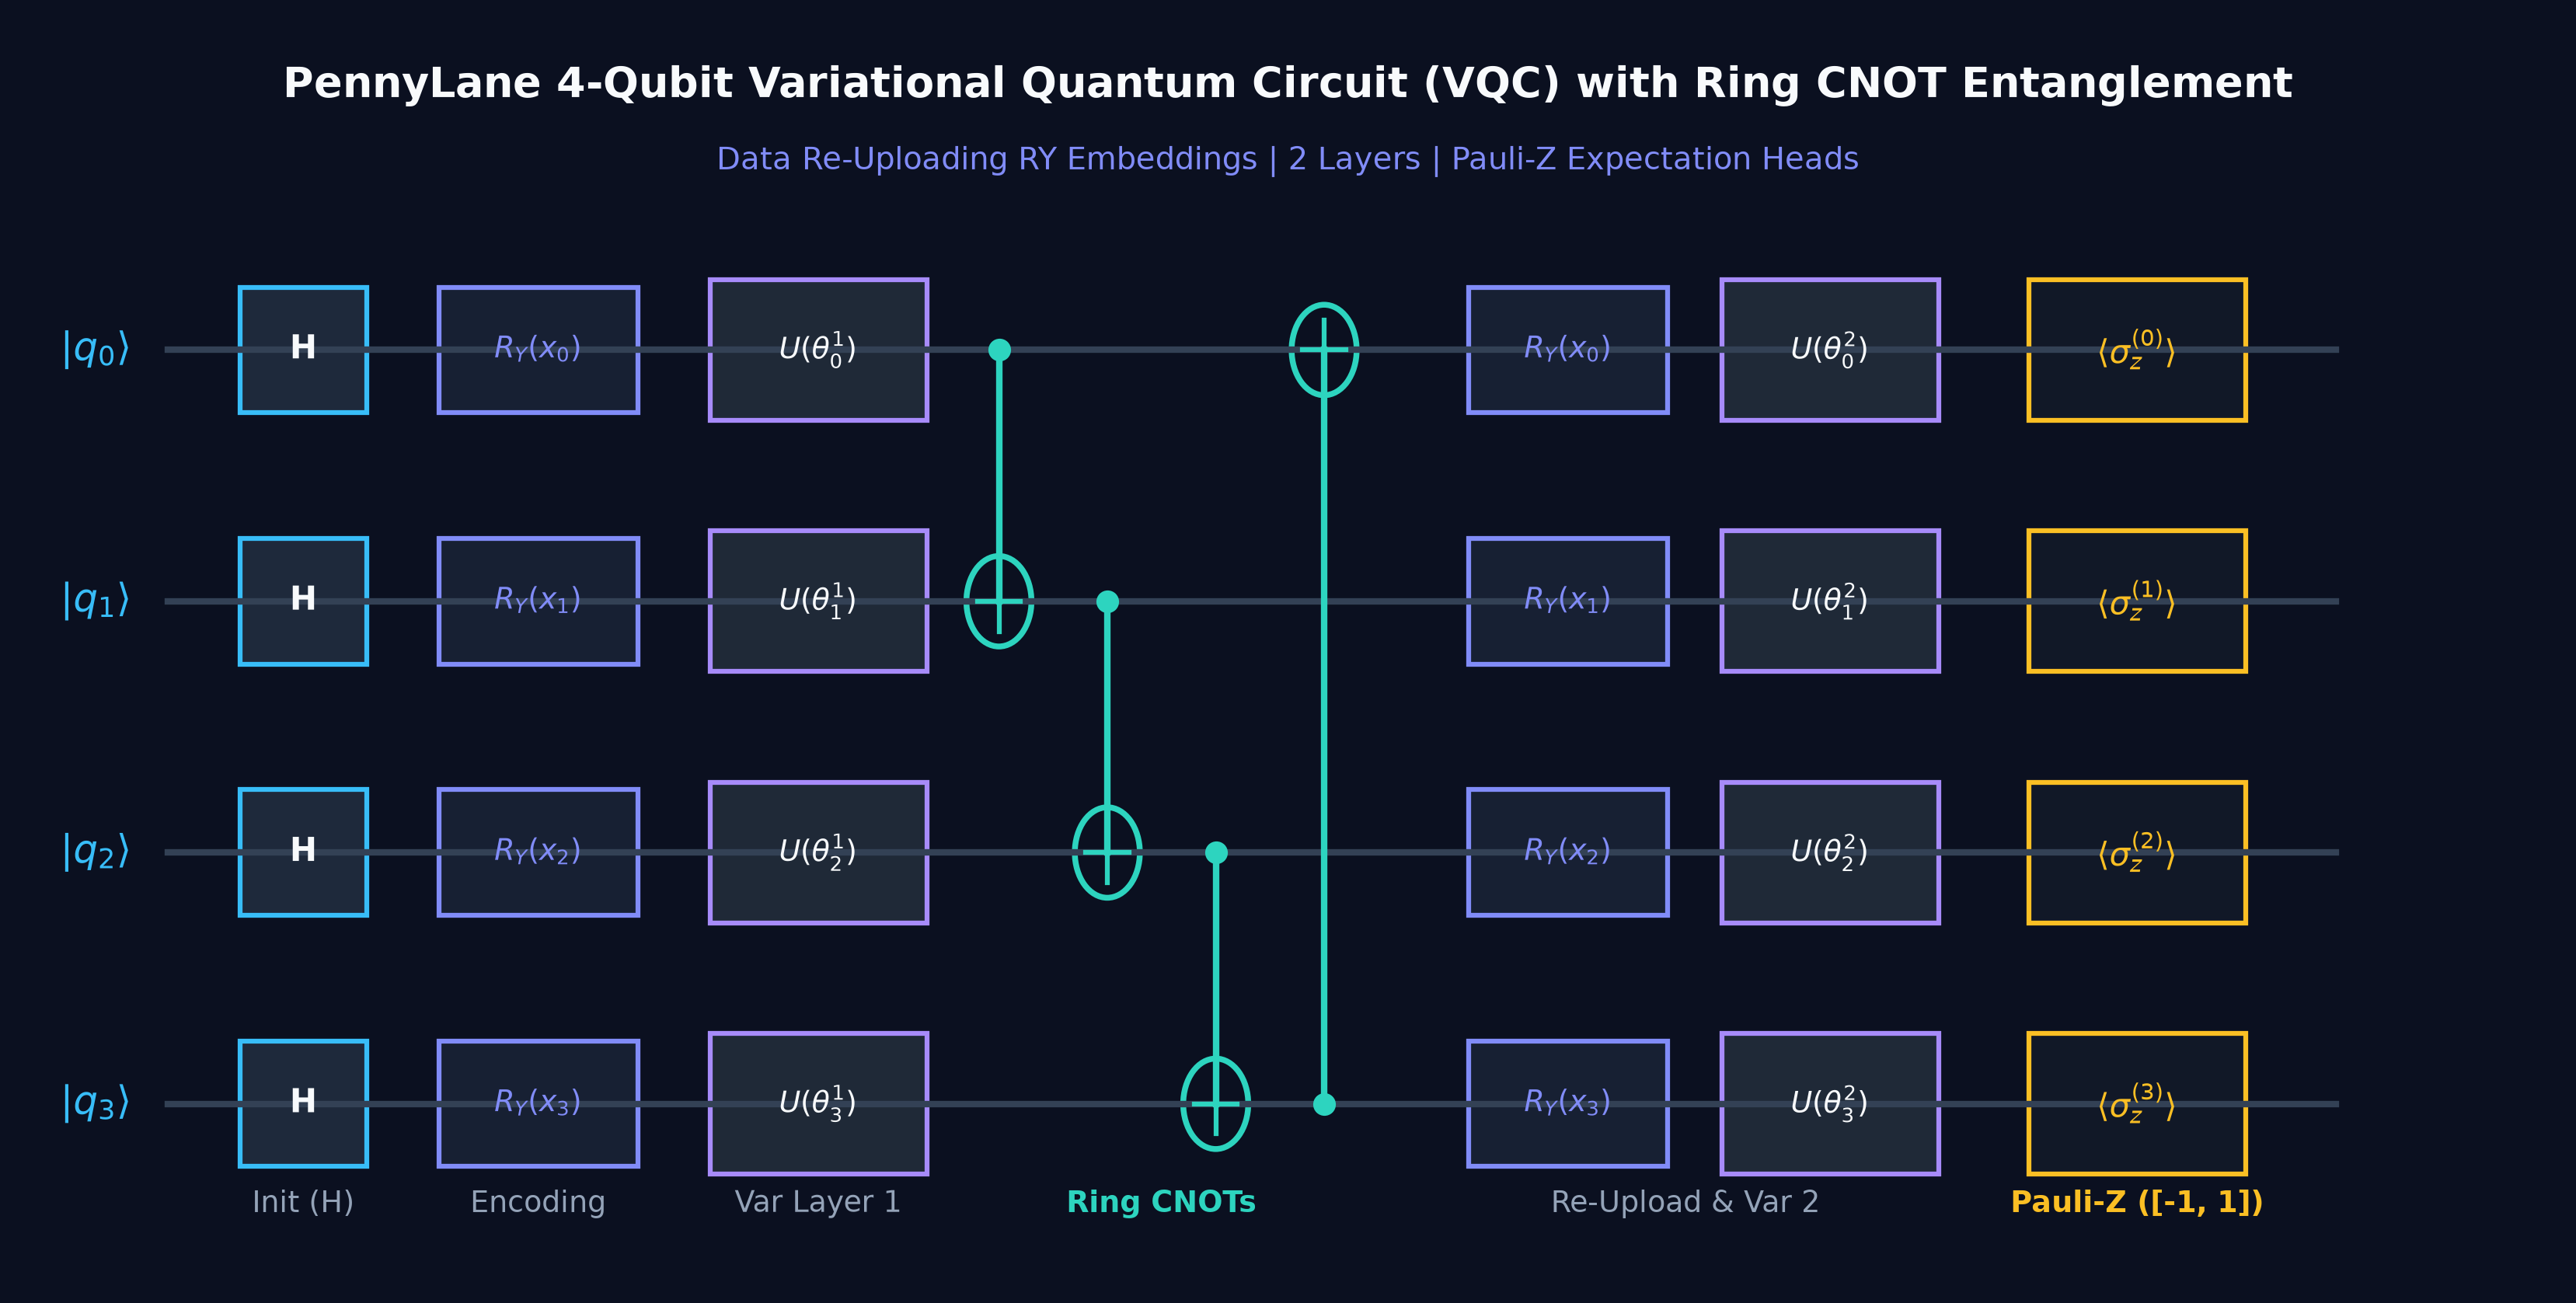 PennyLane 4-Qubit Variational Quantum Circuit (VQC) with Ring CNOT Entanglement
Data Re-Uploading RY Embeddings | 2 Layers | Pauli-Z Expectation Heads
|q₀⟩ H R_Y(x₀) U(θ₀¹) R_Y(x₀) U(θ₀²) ⟨σ_z⁽⁰⁾⟩
|q₁⟩ H R_Y(x₁) U(θ₁¹) R_Y(x₁) U(θ₁²) ⟨σ_z⁽¹⁾⟩
|q₂⟩ H R_Y(x₂) U(θ₂¹) R_Y(x₂) U(θ₂²) ⟨σ_z⁽²⁾⟩
|q₃⟩ H R_Y(x₃) U(θ₃¹) R_Y(x₃) U(θ₃²) ⟨σ_z⁽³⁾⟩
Init (H) Encoding Var Layer 1 Ring CNOTs Re-Upload & Var 2 Pauli-Z ([-1, 1])